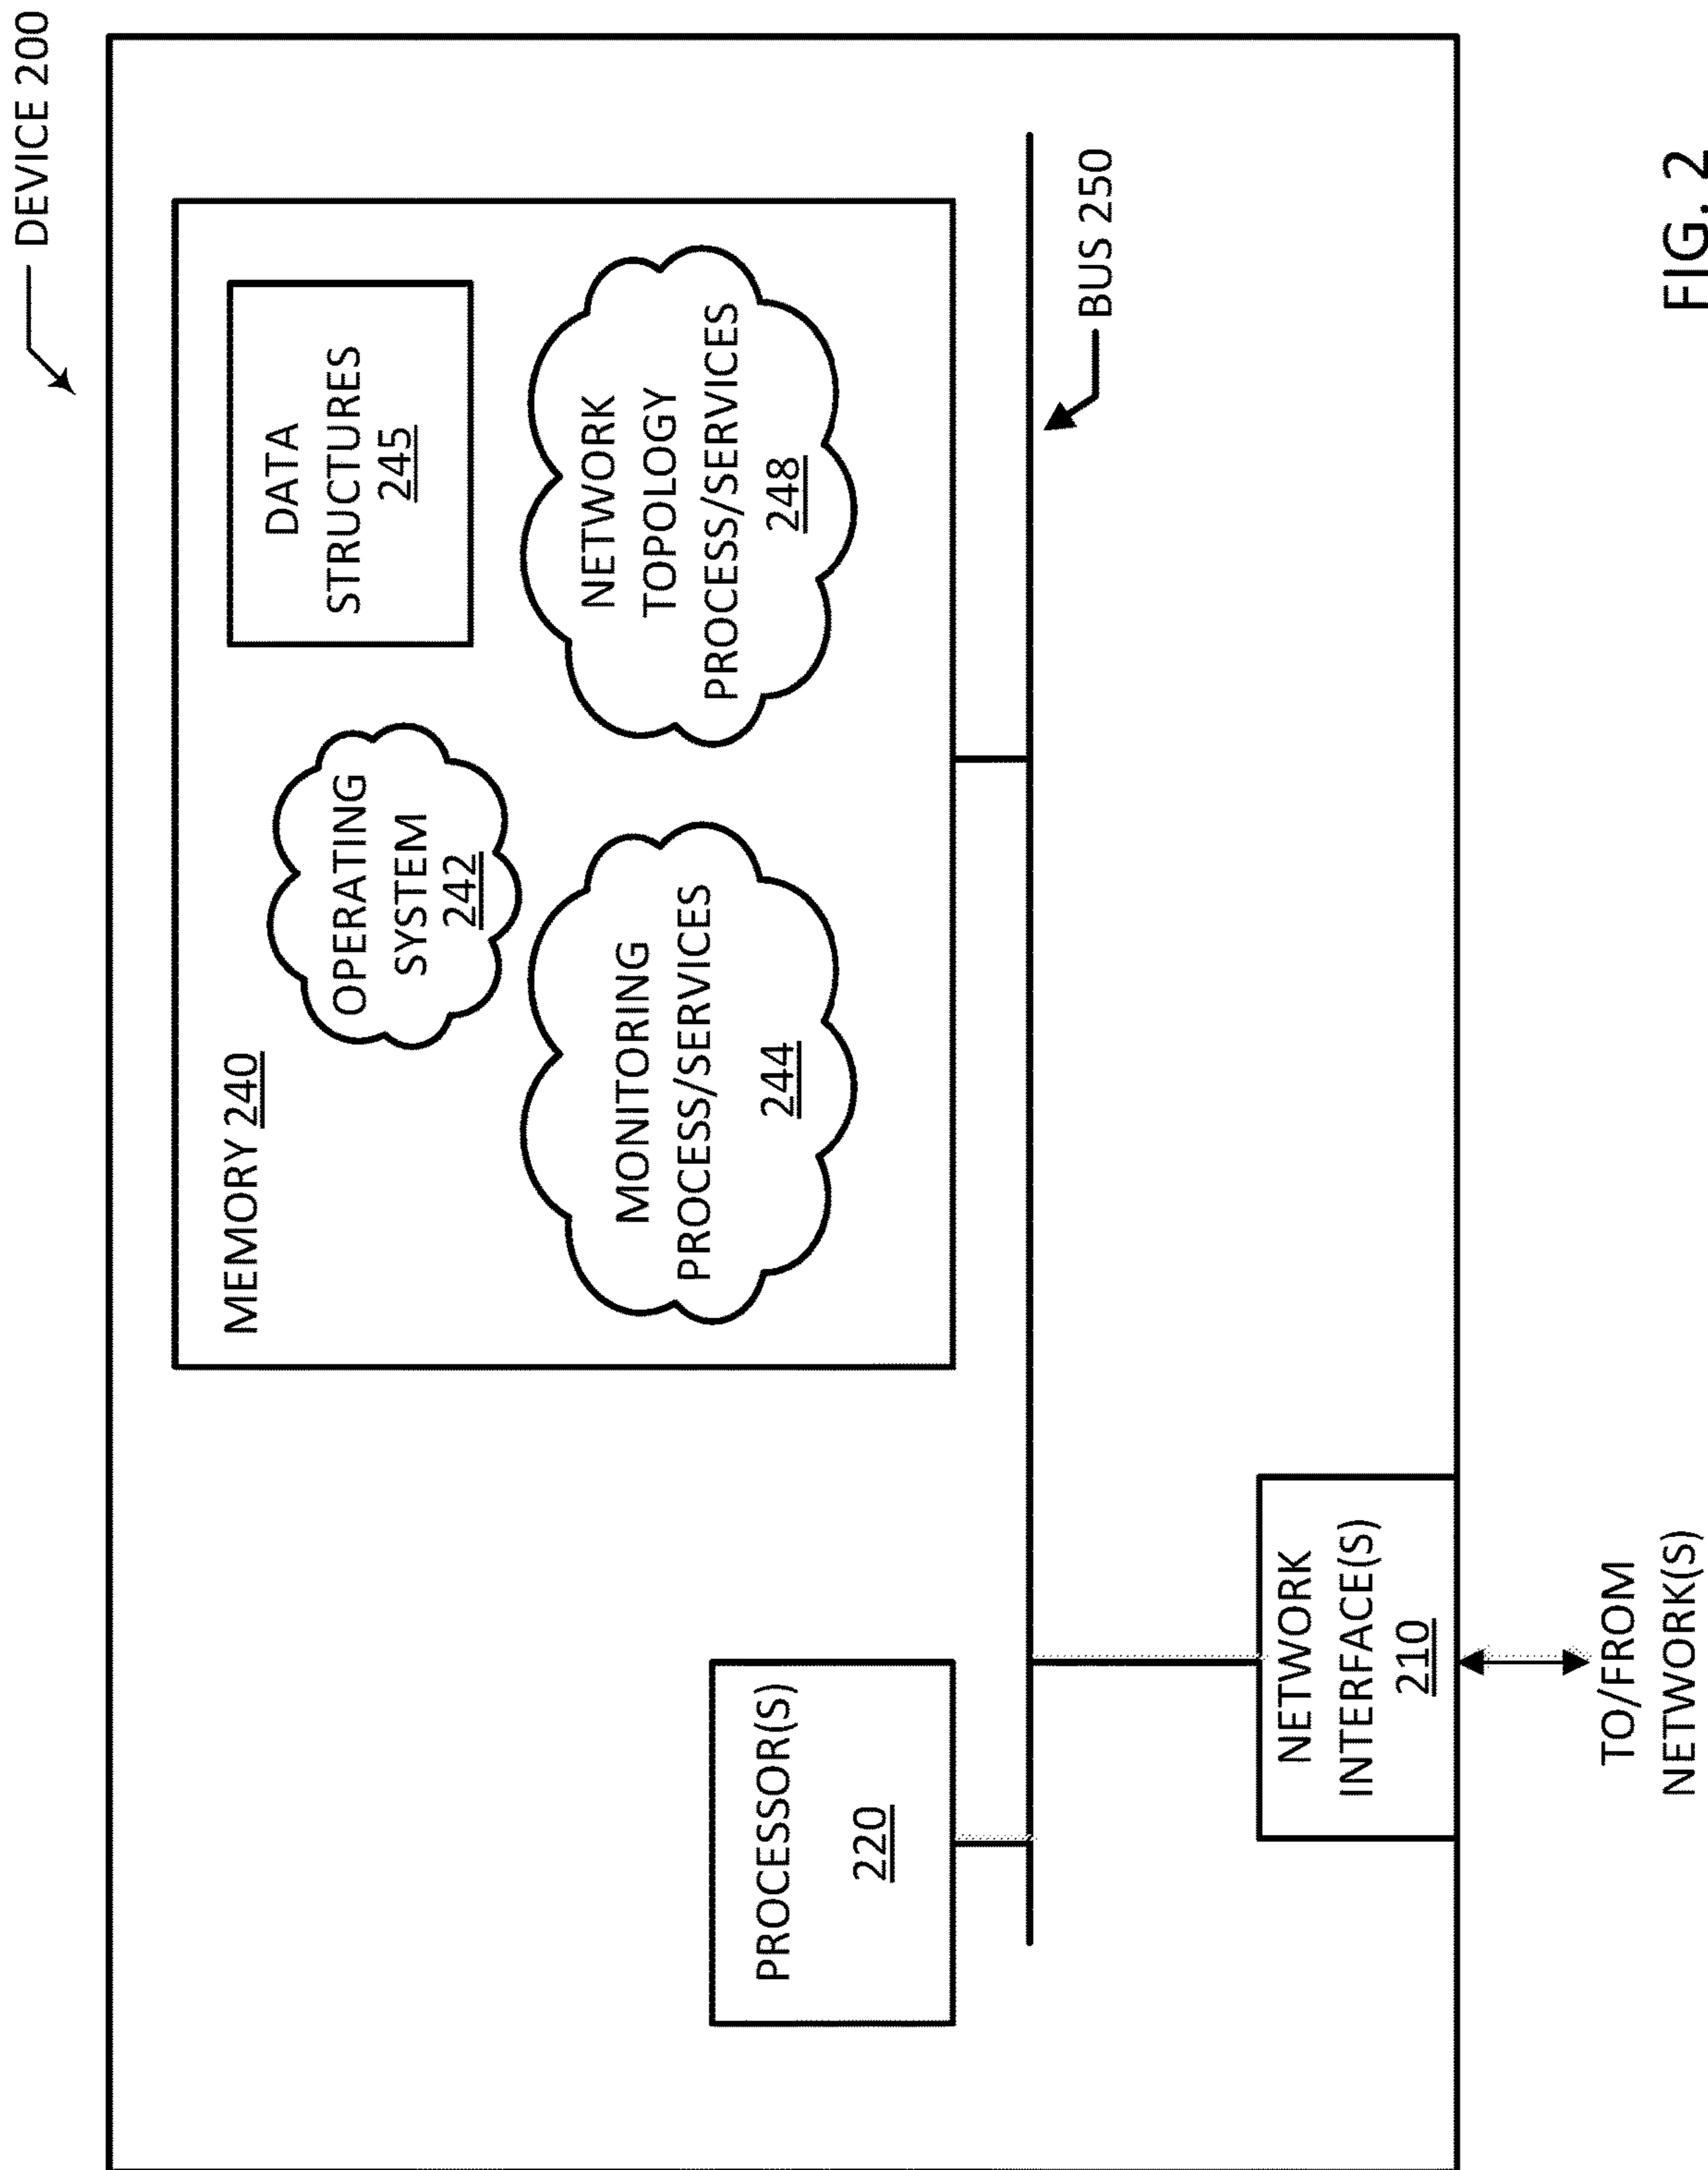 DEVICE 200
MEMORY 240
OPERATING
SYSTEM
242
DATA
STRUCTURES
245
MONITORING
PROCESS/SERVICES
244
NETWORK
TOPOLOGY
PROCESS/SERVICES
248
PROCESSOR(S)
220
BUS 250
NETWORK
INTERFACE(S)
210
TO/FROM
NETWORK(S)
FIG. 2